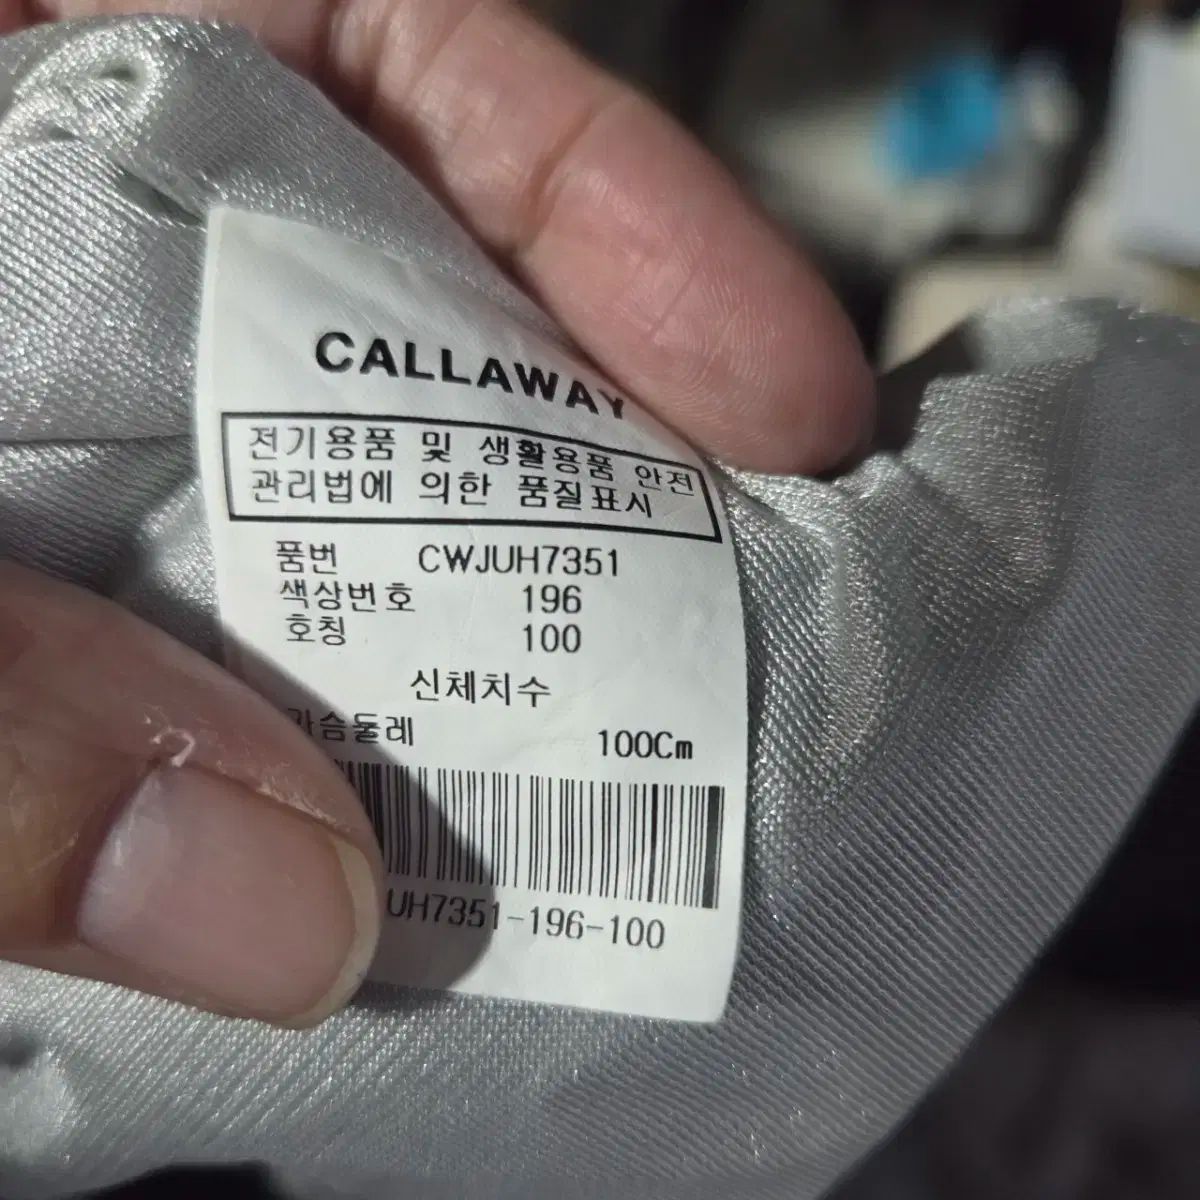 CALLAWAY
전기용품 및 생활용품 안전
관리법에 의한 품질표시
품번 CWJUH7351
색상번호 196
호칭 100
신체치수
가슴둘레 100Cm
UH7351-196-100